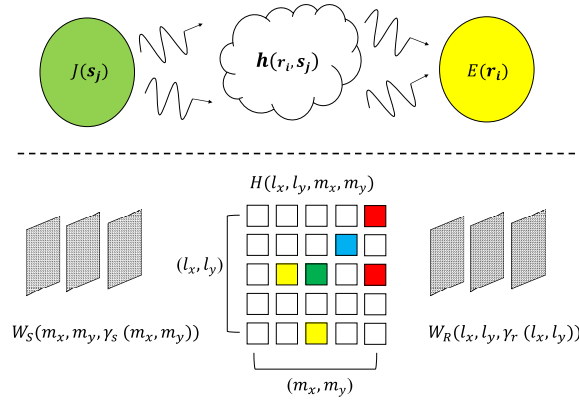 J(s_j)
h(r_i, s_j)
E(r_i)
H(l_x, l_y, m_x, m_y)
(l_x, l_y)
W_S(m_x, m_y, γ_s (m_x, m_y))
W_R(l_x, l_y, γ_r (l_x, l_y))
(m_x, m_y)